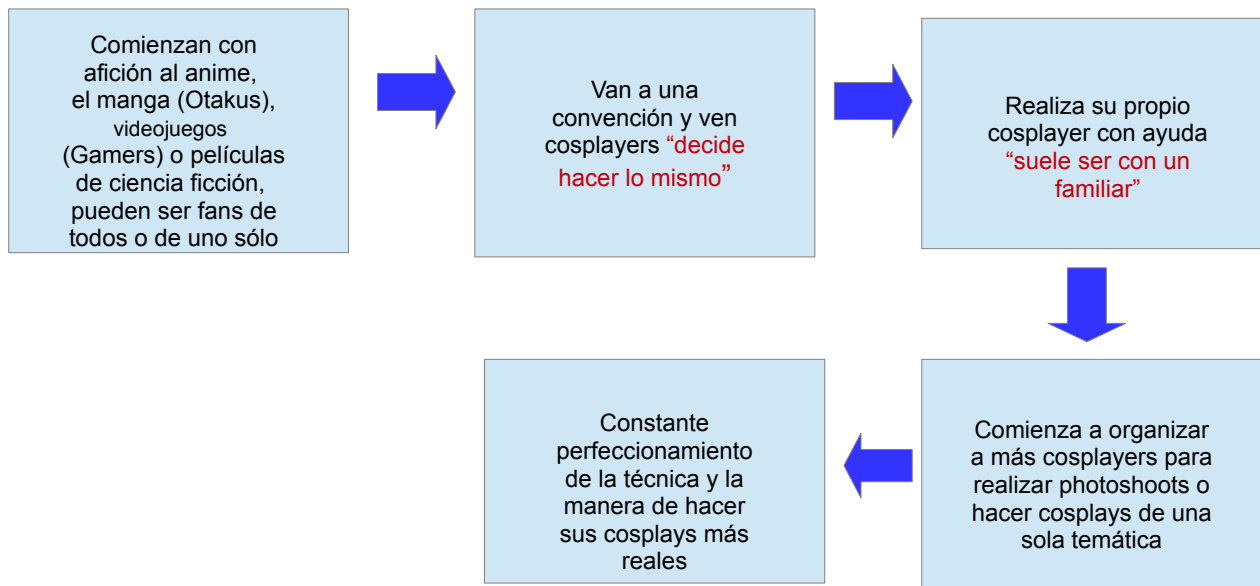 Comienzan con
afición al anime,
el manga (Otakus),
videojuegos
(Gamers) o películas
de ciencia ficción,
pueden ser fans de
todos o de uno sólo
Van a una
convención y ven
cosplayers “decide
hacer lo mismo”
Realiza su propio
cosplayer con ayuda
“suele ser con un
familiar”
Comienza a organizar
a más cosplayers para
realizar photoshoots o
hacer cosplays de una
sola temática
Constante
perfeccionamiento
de la técnica y la
manera de hacer
sus cosplays más
reales